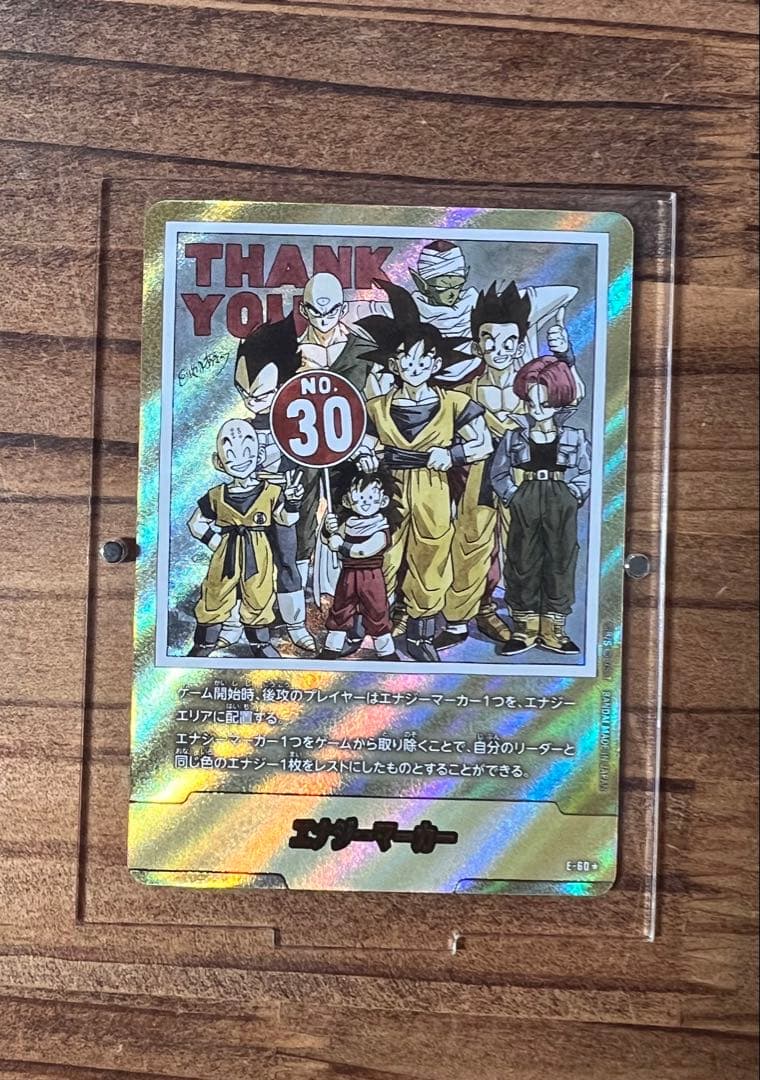 THANK
YOU
NO.
30
ゲーム開始時、後攻のプレイヤーはエナジーマーカー1つを、エナジー
エリアに配置する。
エナジーマーカー1つをゲームから取り除くことで、自分のリーダーと
同じ色のエナジー1枚をレストにしたものとすることができる。
エナジーマーカー
E-60★
BANDAI MADE IN JAPAN